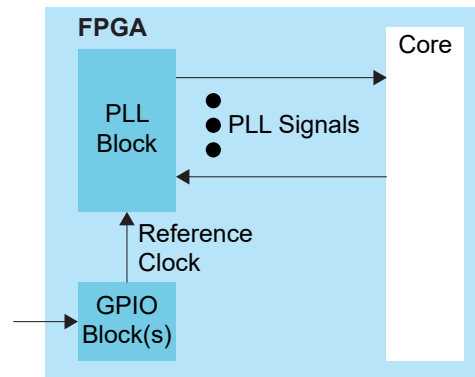 FPGA
Core
PLL
Block
PLL Signals
Reference
Clock
GPIO
Block(s)